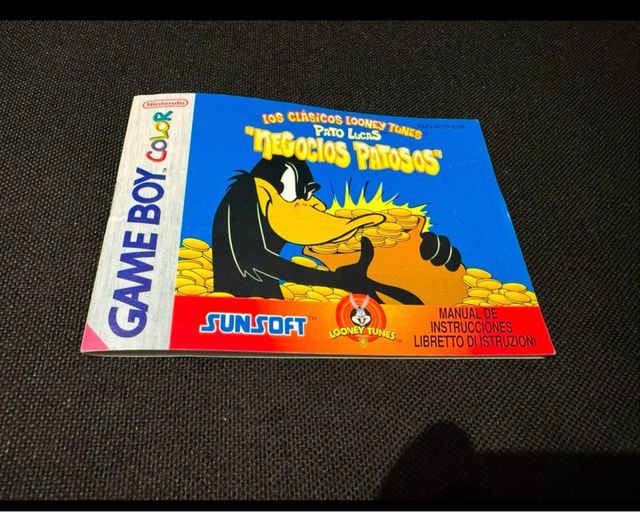 Nintendo
GAME BOY COLOR
LOS CLÁSICOS LOONEY TUNES
PATO LUCAS
"NEGOCIOS PATOSOS"
SUNSOFT™
LOONEY TUNES
MANUAL DE
INSTRUCCIONES
LIBRETTO DI ISTRUZIONI